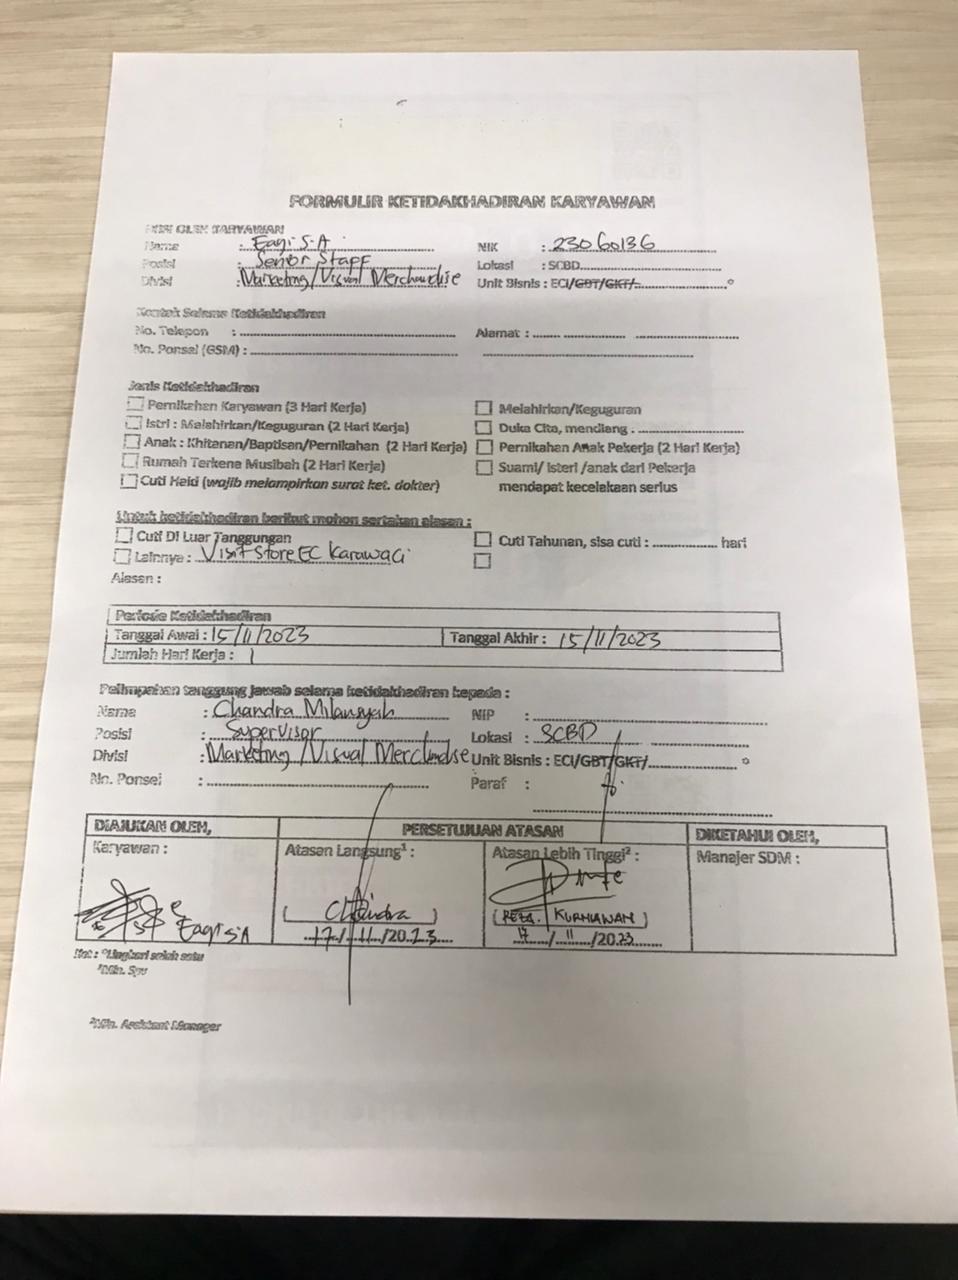 FORMULIR KETIDAKHADIRAN KARYAWAN
DIISI OLEH KARYAWAN
Nama : Eagi S.A NIK : 23060136
Posisi : Senior Staff Lokasi : SCBD
Divisi : Marketing/Visual Merchandise Unit Bisnis : ECI/GBT/GKT/ *
Kontak Selama Ketidakhadiran
No. Telepon : Alamat :
No. Ponsel (GSM) :
Jenis Ketidakhadiran
Pernikahan Karyawan (3 Hari Kerja) Melahirkan/Keguguran
Istri : Melahirkan/Keguguran (2 Hari Kerja) Duka Cita, mendiang :
Anak : Khitanan/Baptisan/Pernikahan (2 Hari Kerja) Pernikahan Anak Pekerja (2 Hari Kerja)
Rumah Terkena Musibah (2 Hari Kerja) Suami/ Isteri /anak dari Pekerja
Cuti Haid (wajib melampirkan surat ket. dokter) mendapat kecelakaan serius
Untuk ketidakhadiran berikut mohon sertakan alasan :
Cuti Di Luar Tanggungan Cuti Tahunan, sisa cuti : hari
Lainnya : Visit Store EC Karawaci
Alasan :
Periode Ketidakhadiran
Tanggal Awal : 15/11/2023 Tanggal Akhir : 15/11/2023
Jumlah Hari Kerja : 1
Pelimpahan tanggung jawab selama ketidakhadiran kepada :
Nama : Chandra Milansyah NIP :
Posisi : Supervisor Lokasi : SCBD
Divisi : Marketing/Visual Merchandise Unit Bisnis : ECI/GBT/GKT/ *
No. Ponsel : Paraf :
DIAJUKAN OLEH, PERSETUJUAN ATASAN DIKETAHUI OLEH,
Karyawan : Atasan Langsung¹ : Atasan Lebih Tinggi² : Manajer SDM :
Eagi S.A ( Chandra ) ( REZA. KURNIAWAN )
17/11/2023 17/11/2023
Ket : *Lingkari salah satu
¹Min. Spv
²Min. Assistant Manager